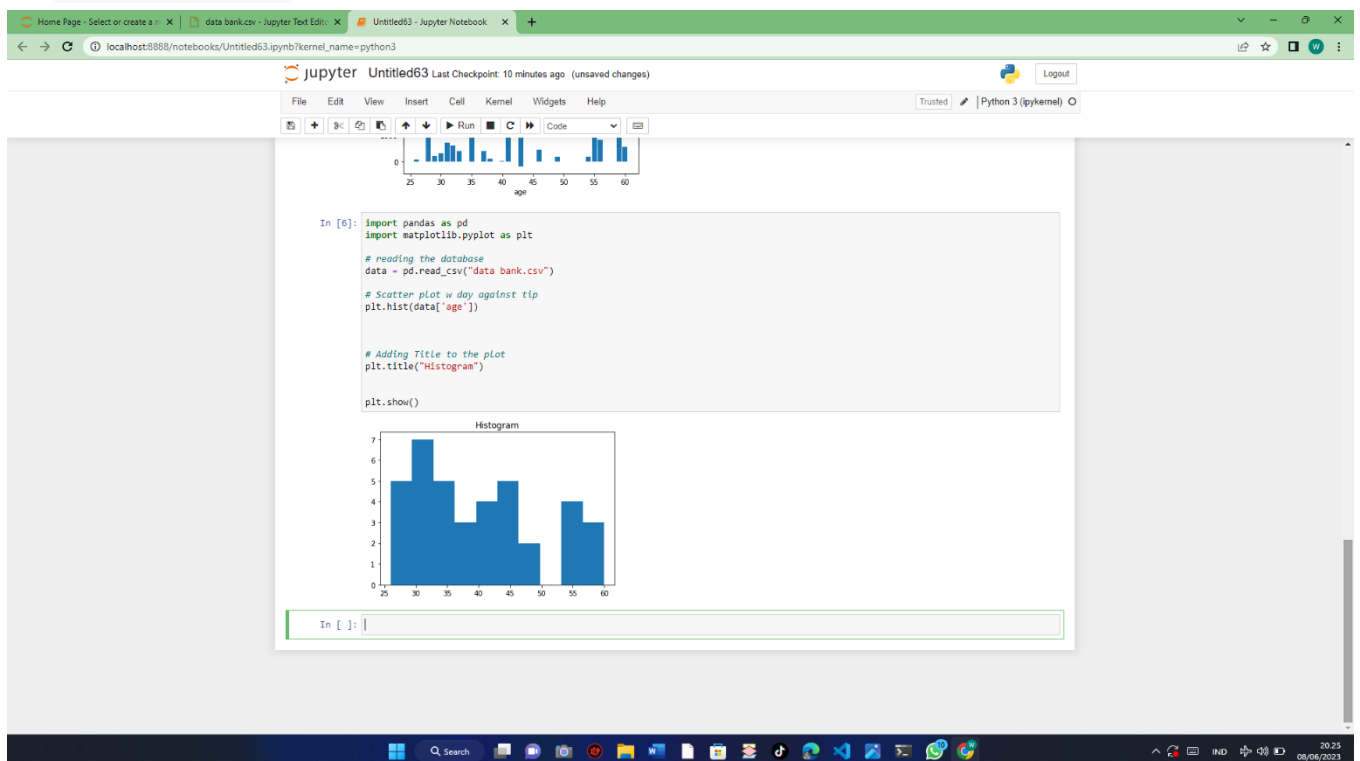 Home Page - Select or create a n
data bank.csv - Jupyter Text Edito
Untitled63 - Jupyter Notebook
localhost:8888/notebooks/Untitled63.ipynb?kernel_name=python3
jupyter Untitled63 Last Checkpoint: 10 minutes ago (unsaved changes)
Logout
File Edit View Insert Cell Kernel Widgets Help
Trusted Python 3 (ipykernel)
Run Code
0
25 30 35 40 45 50 55 60
age
In [6]: import pandas as pd
import matplotlib.pyplot as plt
# reading the database
data = pd.read_csv("data bank.csv")
# Scatter plot w day against tip
plt.hist(data['age'])
# Adding Title to the plot
plt.title("Histogram")
plt.show()
Histogram
7
6
5
4
3
2
1
0
25 30 35 40 45 50 55 60
In [ ]:
Search
10
IND
20.25
08/06/2023